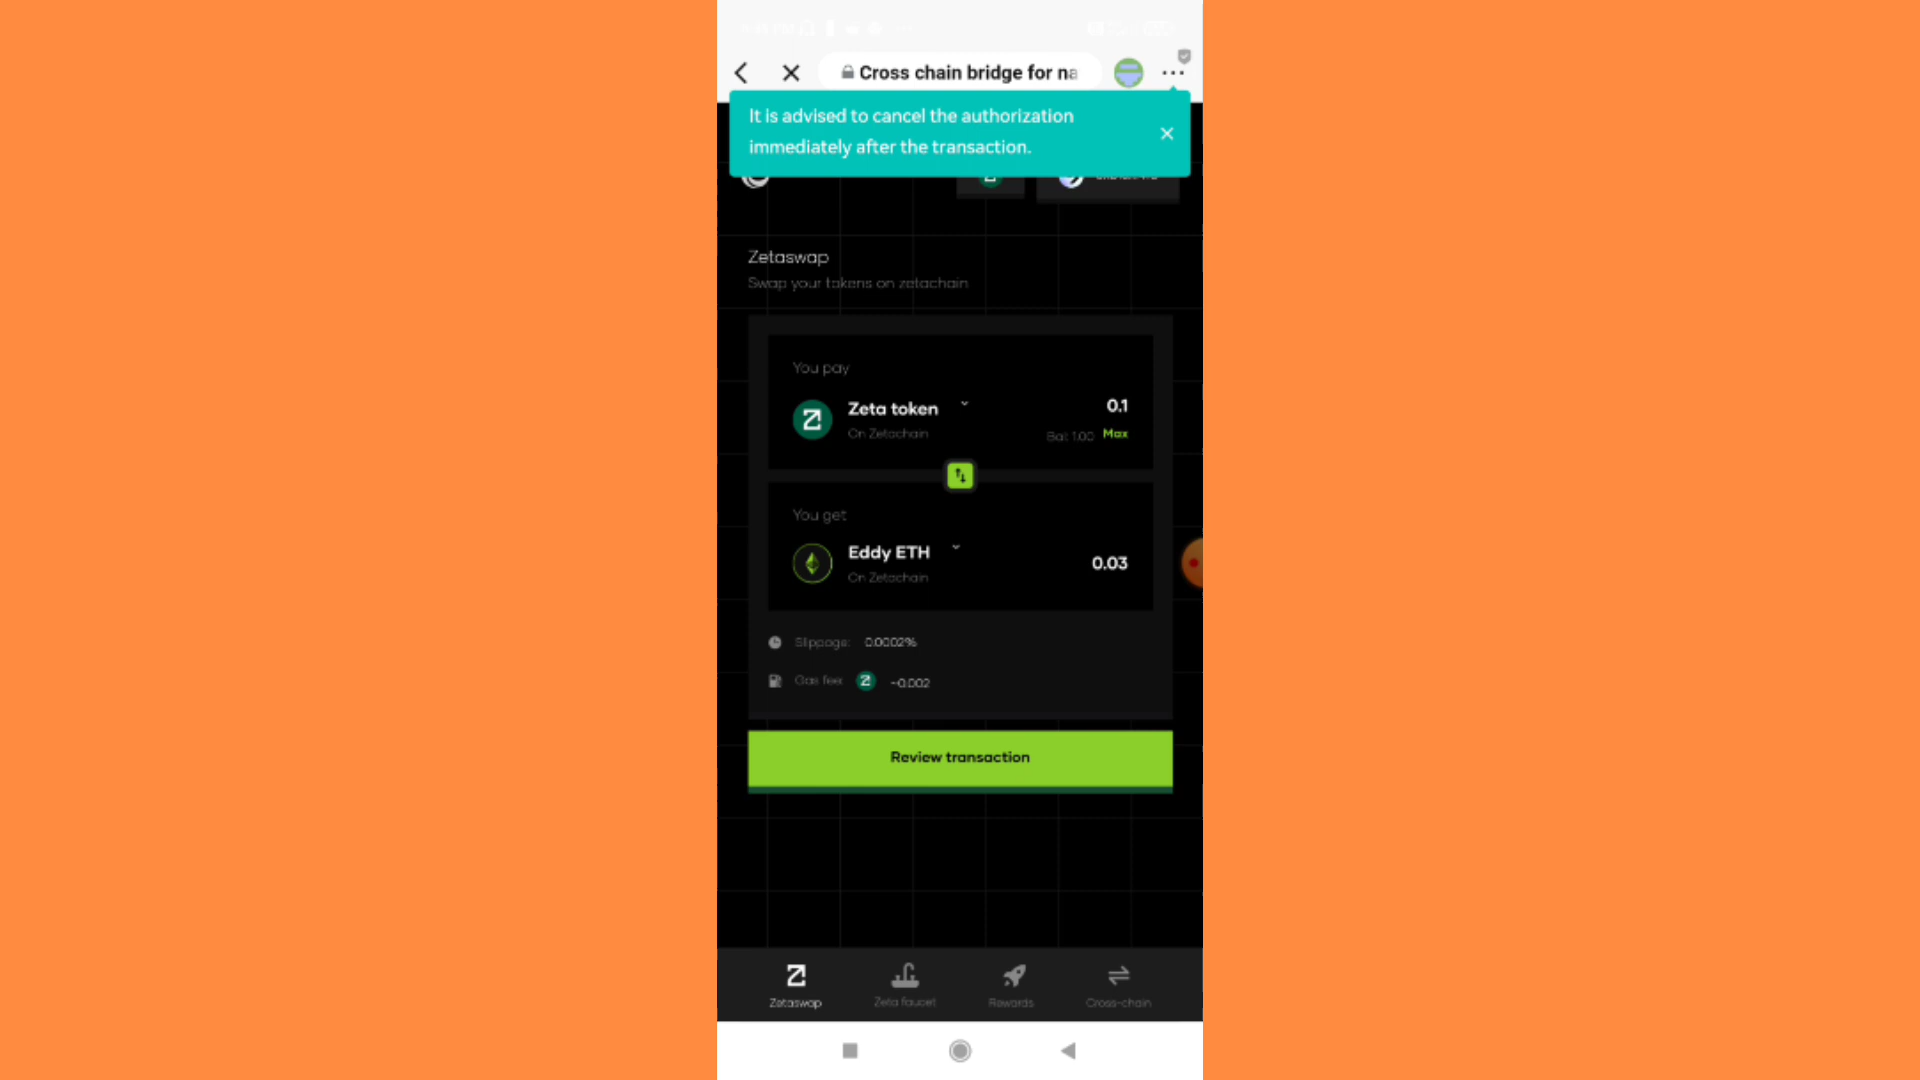 Cross chain bridge for na
It is advised to cancel the authorization
immediately after the transaction.
Zetaswap
Swap your tokens on zetachain
You pay
Zeta token
0.1
On Zetachain
Bal: 1.00 Max
You get
Eddy ETH
0.03
On Zetachain
Slippage: 0.0002%
Gas fee: ~0.002
Review transaction
Zetaswap
Zeta faucet
Rewards
Cross-chain